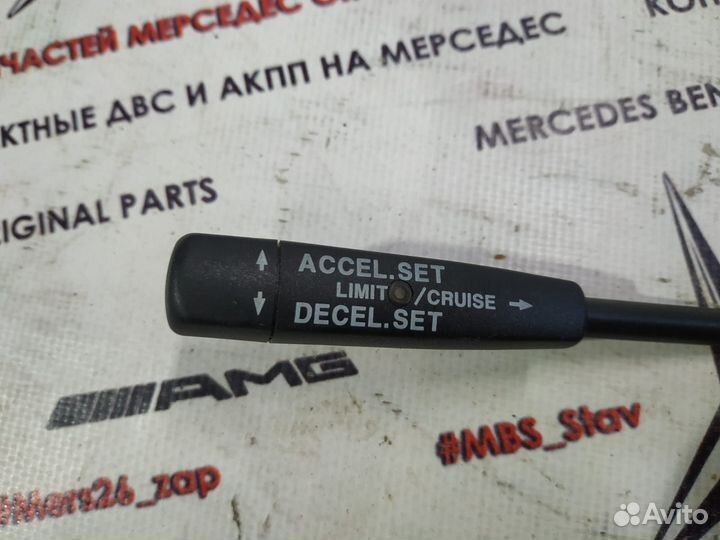 ЧАСТЕЙ МЕРСЕДЕС
КТНЫЕ ДВС И АКПП НА МЕРСЕДЕС
MERCEDES BEN
IGINAL PARTS
ACCEL.SET
LIMIT /CRUISE →
DECEL.SET
AMG
#MBS_Stav
#Mers26_zap
Avito